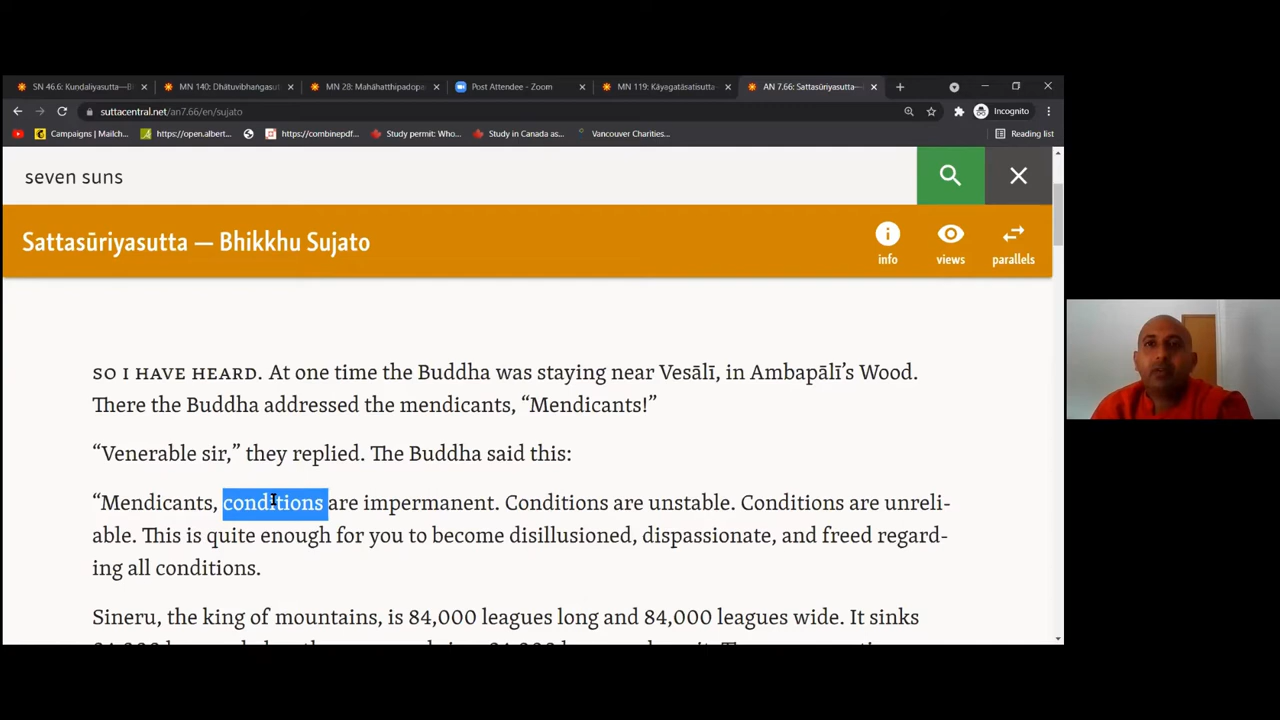 SN 46.6: Kundaliyasutta—B
MN 140: Dhātuvibhangasut
MN 28: Mahāhatthipadopa
Post Attendee - Zoom
MN 119: Kāyagatāsatisutta
AN 7.66: Sattasūriyasutta—
suttacentral.net/an7.66/en/sujato
Incognito
Campaigns | Mailch...
https://open.albert...
https://combinepdf...
Study permit: Who...
Study in Canada as...
Vancouver Charities...
Reading list
seven suns
Sattasūriyasutta — Bhikkhu Sujato
info
views
parallels
SO I HAVE HEARD. At one time the Buddha was staying near Vesālī, in Ambapālī’s Wood.
There the Buddha addressed the mendicants, “Mendicants!”
“Venerable sir,” they replied. The Buddha said this:
“Mendicants, conditions are impermanent. Conditions are unstable. Conditions are unreli-
able. This is quite enough for you to become disillusioned, dispassionate, and freed regard-
ing all conditions.
Sineru, the king of mountains, is 84,000 leagues long and 84,000 leagues wide. It sinks